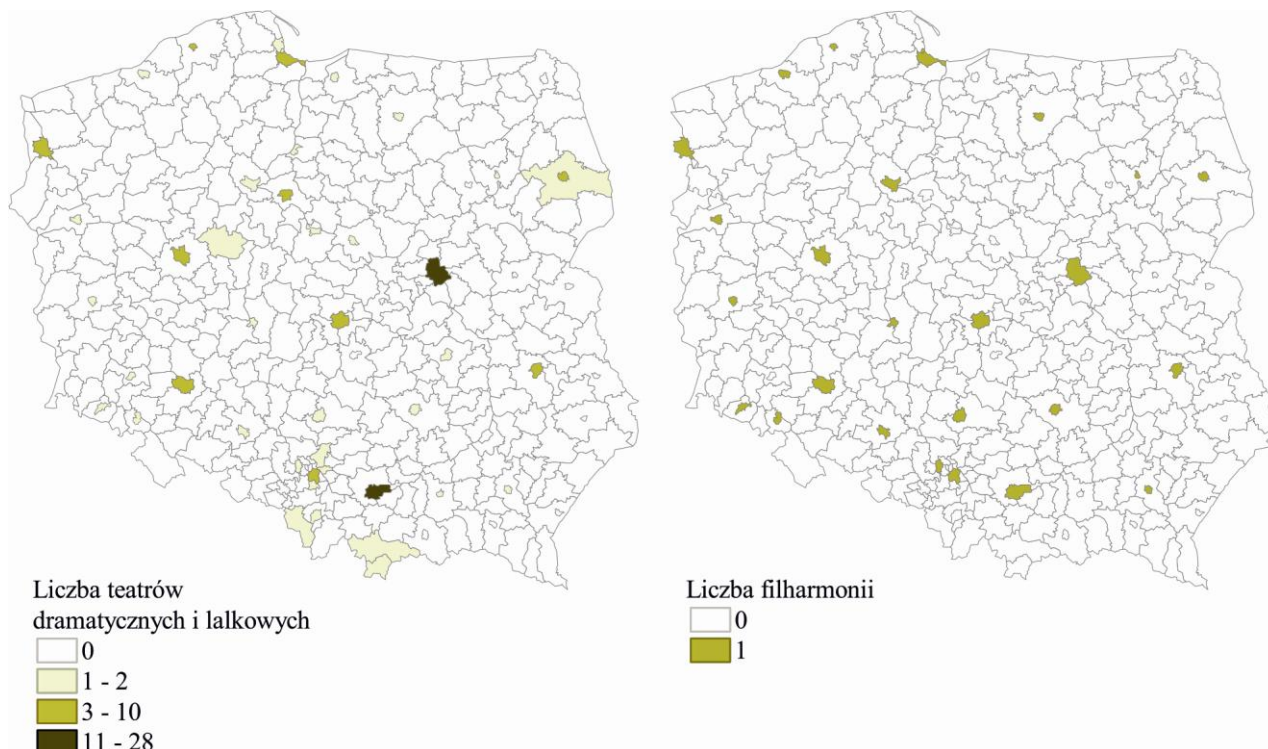 Liczba teatrów
dramatycznych i lalkowych
0
1 - 2
3 - 10
11 - 28
Liczba filharmonii
0
1